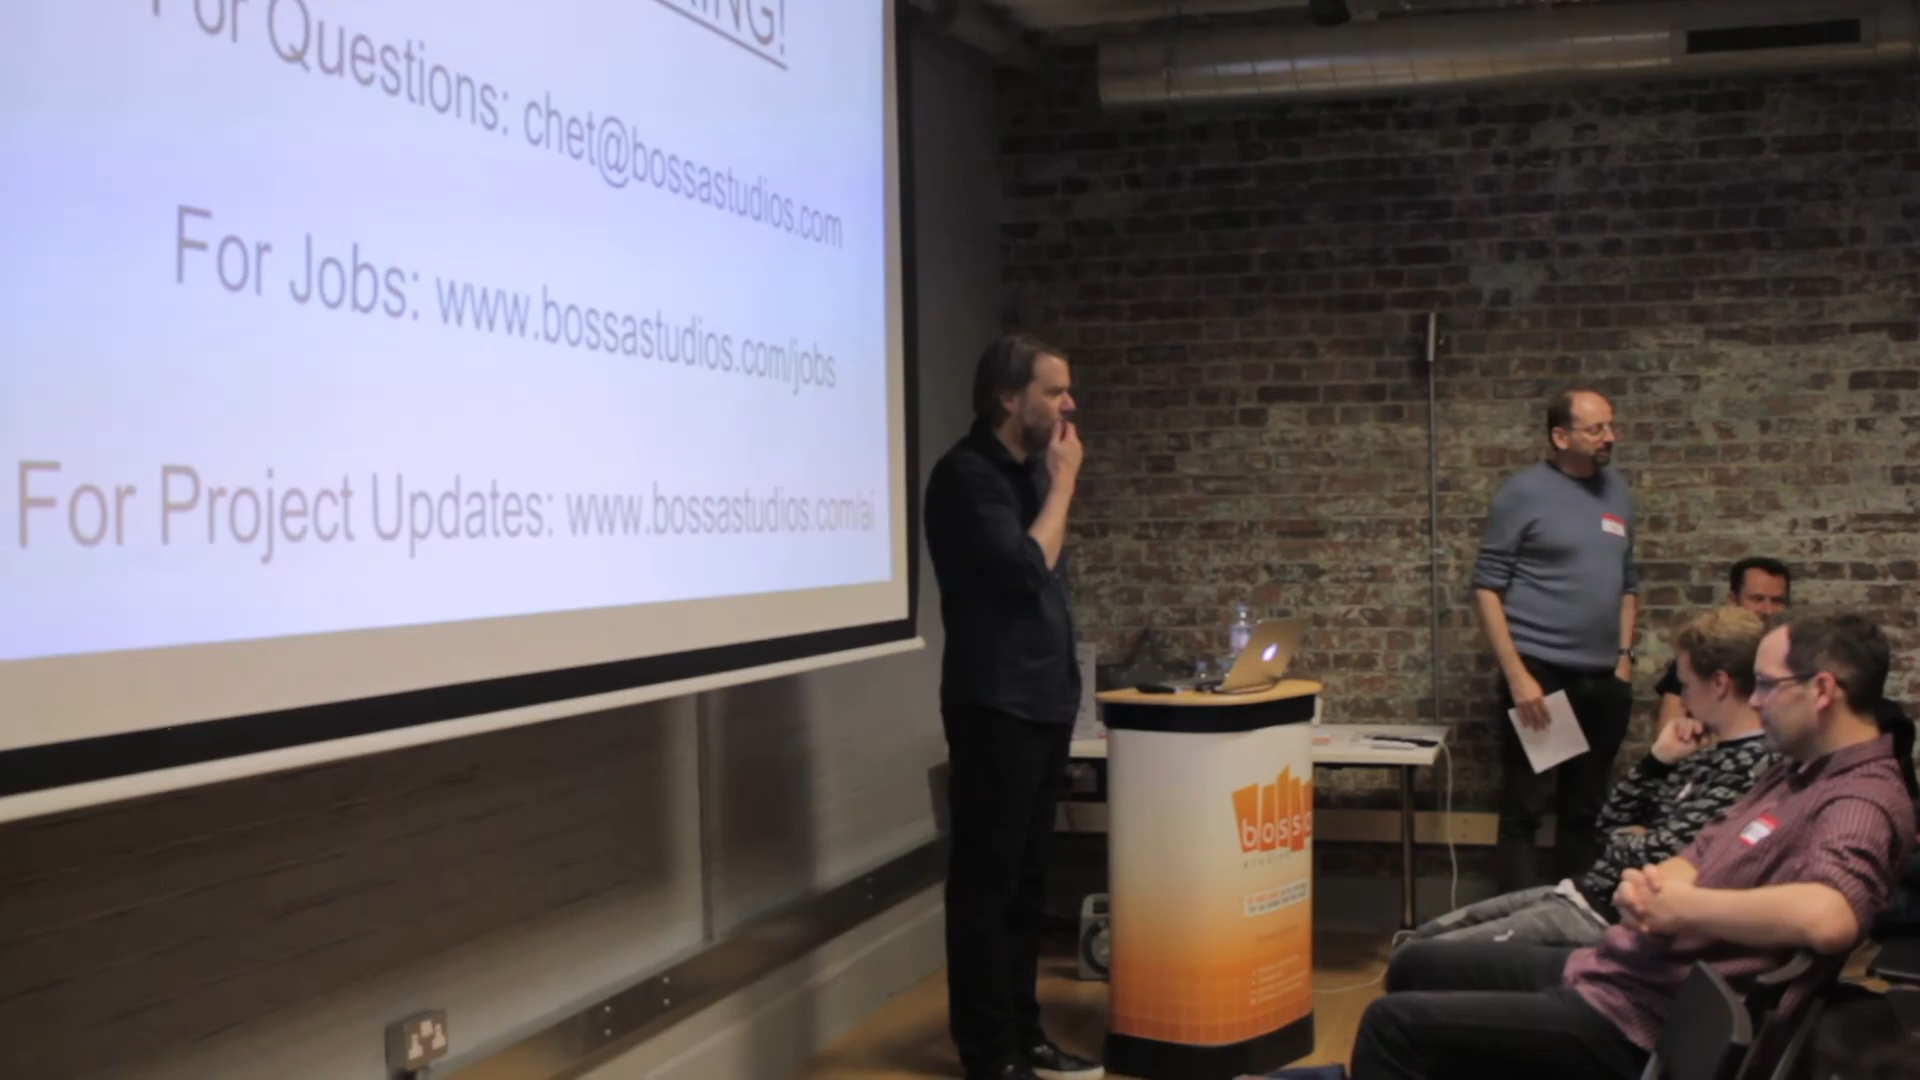 For Questions: chet@bossastudios.com
For Jobs: www.bossastudios.com/jobs
For Project Updates: www.bossastudios.com/ai
bossa